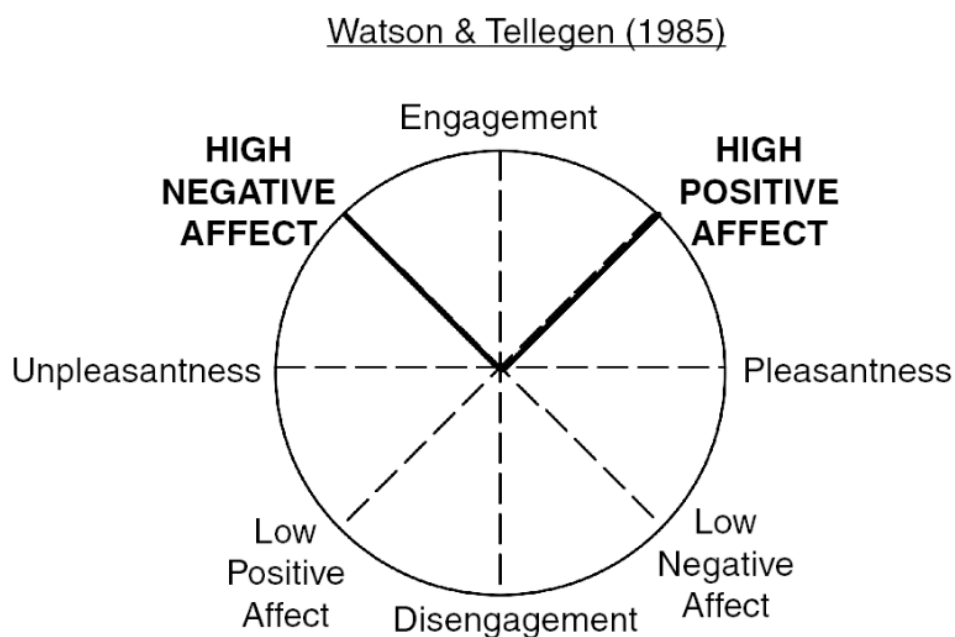 Watson & Tellegen (1985)
Engagement
HIGH
NEGATIVE
AFFECT
HIGH
POSITIVE
AFFECT
Unpleasantness
Pleasantness
Low
Positive
Affect
Low
Negative
Affect
Disengagement